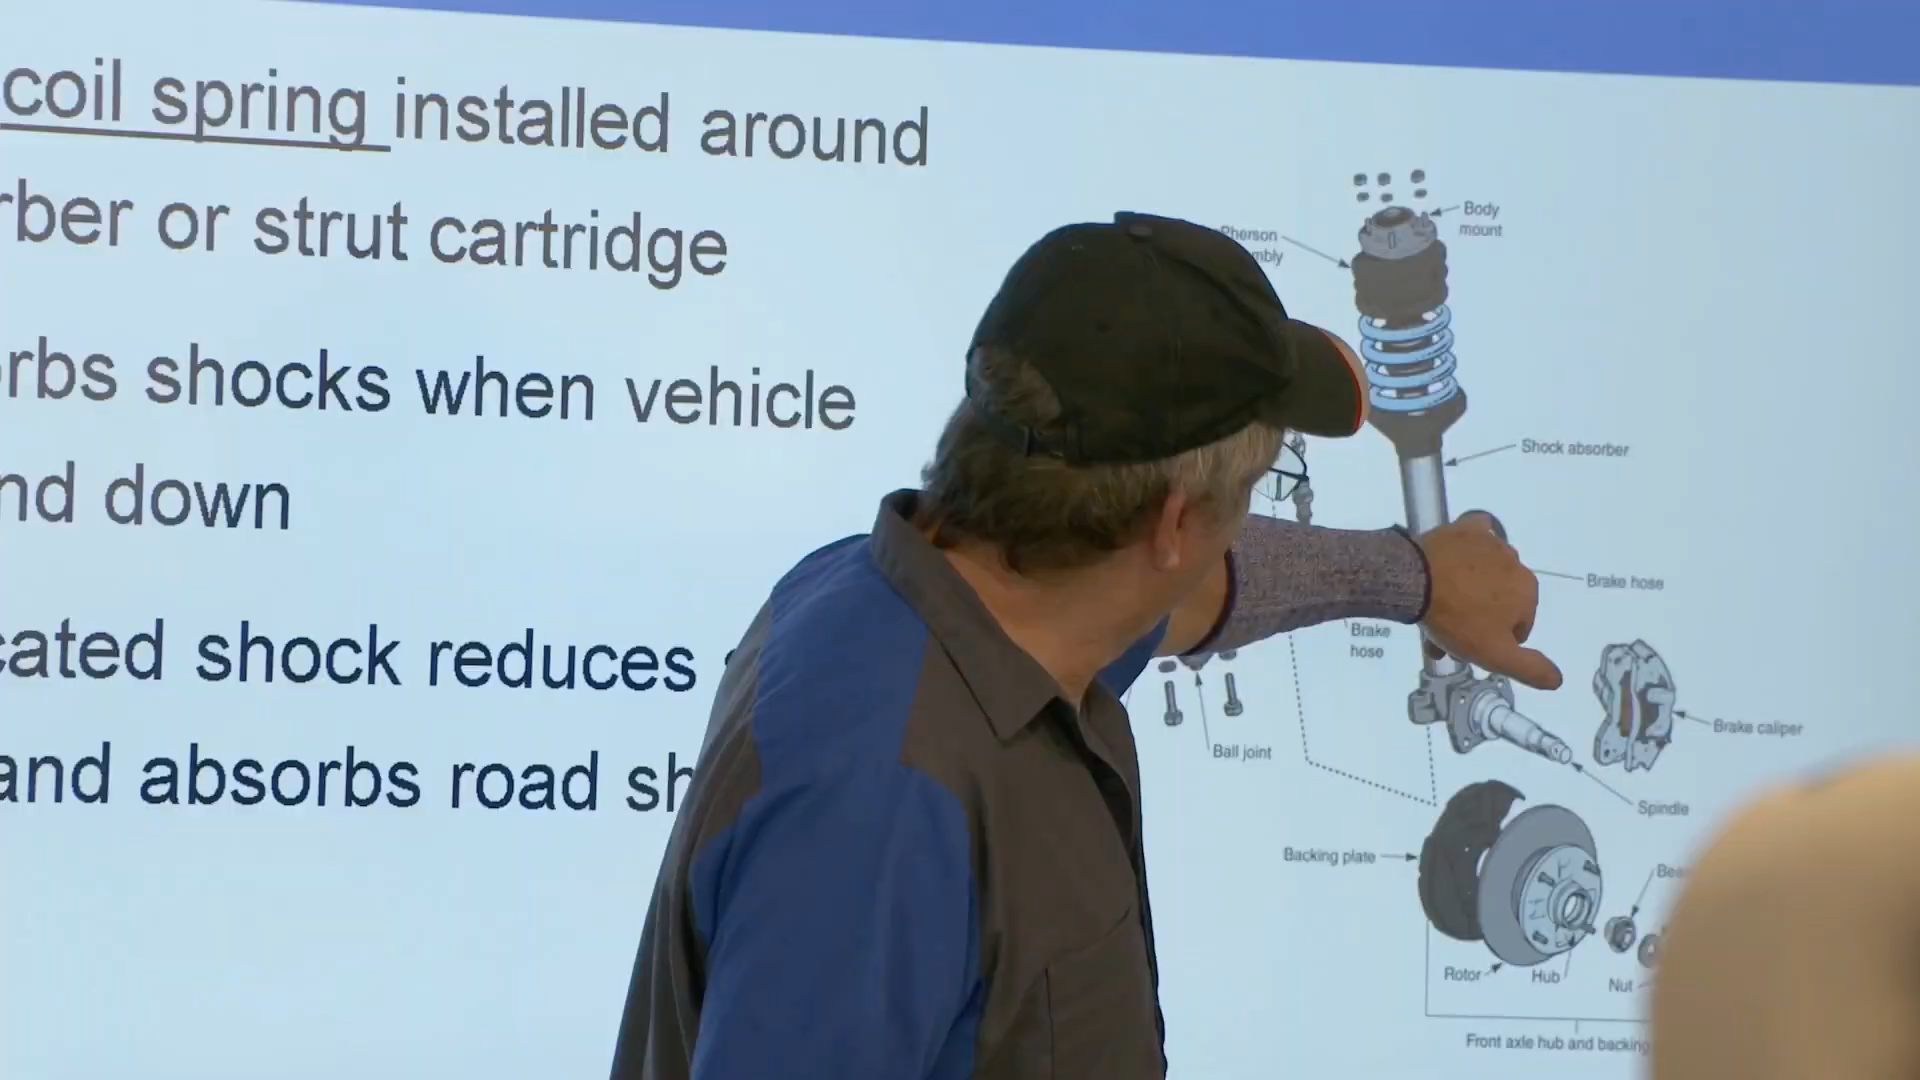 coil spring installed around
rber or strut cartridge
rbs shocks when vehicle
nd down
cated shock reduces
and absorbs road sh
Pherson
mbly
Body
mount
Shock absorber
Brake hose
Brake
hose
Ball joint
Brake caliper
Spindle
Backing plate
Bea
Rotor
Hub
Nut
Front axle hub and backing